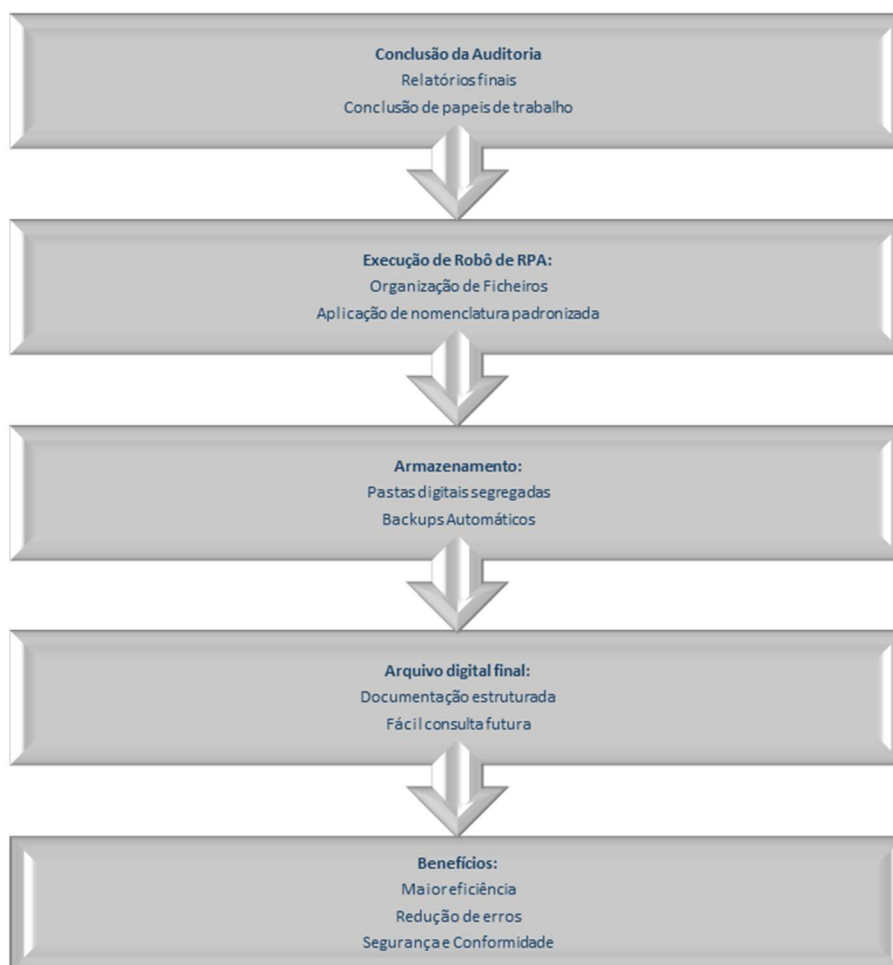 Conclusão da Auditoria
Relatórios finais
Conclusão de papeis de trabalho
Execução de Robô de RPA:
Organização de Ficheiros
Aplicação de nomenclatura padronizada
Armazenamento:
Pastas digitais segregadas
Backups Automáticos
Arquivo digital final:
Documentação estruturada
Fácil consulta futura
Benefícios:
Maior eficiência
Redução de erros
Segurança e Conformidade